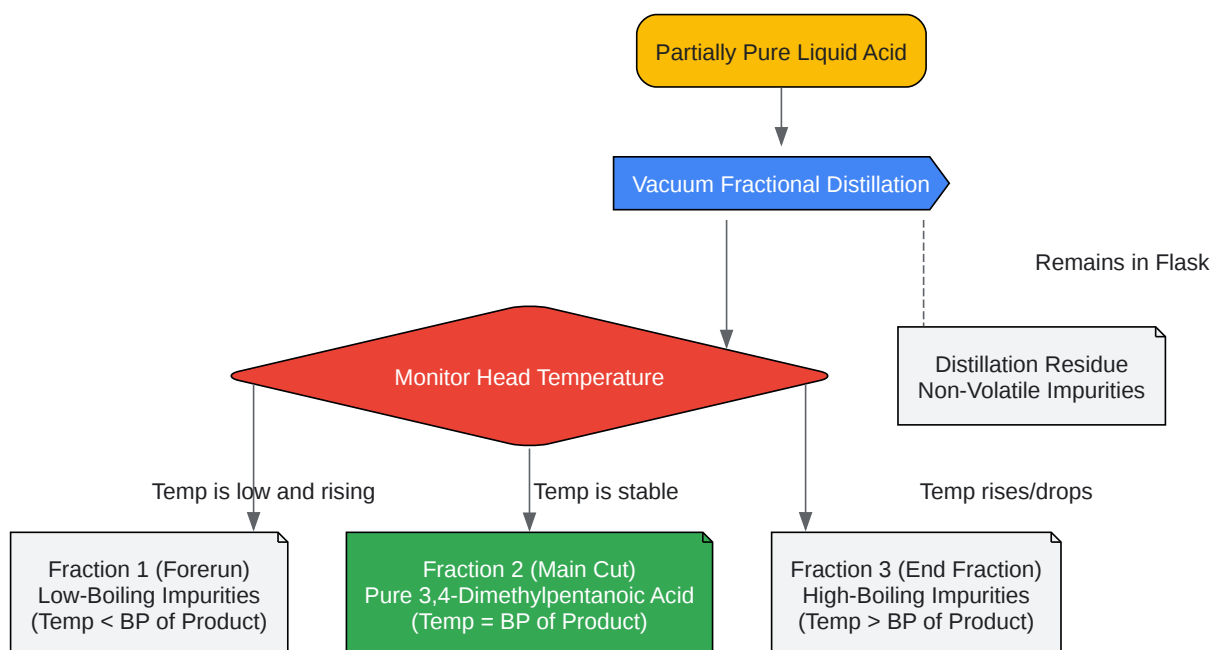 Partially Pure Liquid Acid
Vacuum Fractional Distillation
Remains in Flask
Distillation Residue
Non-Volatile Impurities
Monitor Head Temperature
Temp is low and rising
Temp is stable
Temp rises/drops
Fraction 1 (Forerun)
Low-Boiling Impurities
(Temp < BP of Product)
Fraction 2 (Main Cut)
Pure 3,4-Dimethylpentanoic Acid
(Temp = BP of Product)
Fraction 3 (End Fraction)
High-Boiling Impurities
(Temp > BP of Product)